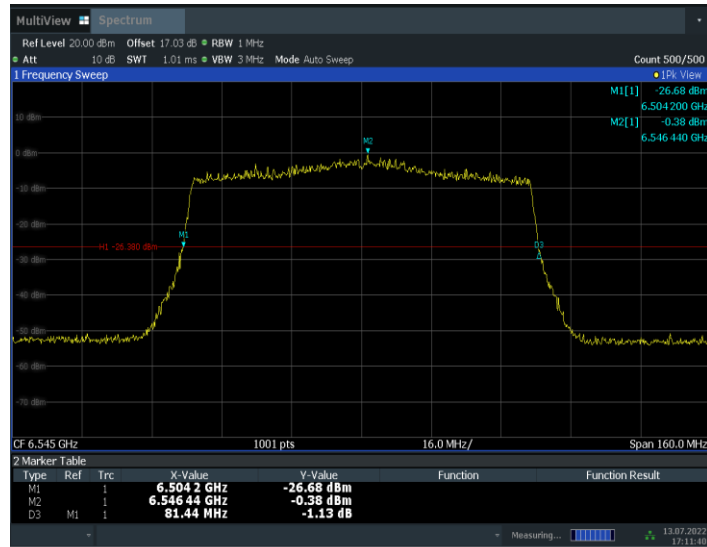 MultiView Spectrum
Ref Level 20.00 dBm Offset 17.03 dB RBW 1 MHz
Att 10 dB SWT 1.01 ms VBW 3 MHz Mode Auto Sweep Count 500/500
1 Frequency Sweep 1Pk View
M1[1] -26.68 dBm
6.504200 GHz
M2[1] -0.38 dBm
6.546 440 GHz
10 dBm
M2
0 dBm
-10 dBm
-20 dBm
M1
H1 -26.380 dBm
D3
-30 dBm
-40 dBm
-50 dBm
-60 dBm
-70 dBm
CF 6.545 GHz 1001 pts 16.0 MHz/ Span 160.0 MHz
2 Marker Table
Type Ref Trc X-Value Y-Value Function Function Result
M1 1 6.504 2 GHz -26.68 dBm
M2 1 6.546 44 GHz -0.38 dBm
D3 M1 1 81.44 MHz -1.13 dB
Measuring... 13.07.2022
17:11:40